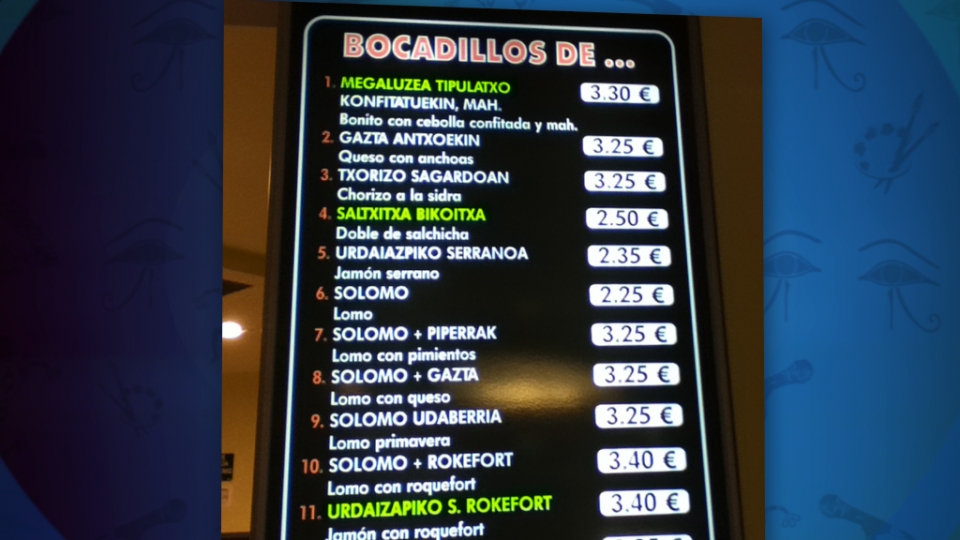 BOCADILLOS DE ...
1. MEGALUZEA TIPULATXO 3.30 €
KONFITATUEKIN, MAH.
Bonito con cebolla confitada y mah.
2. GAZTA ANTXOEKIN 3.25 €
Queso con anchoas
3. TXORIZO SAGARDOAN 3.25 €
Chorizo a la sidra
4. SALTXITXA BIKOITXA 2.50 €
Doble de salchicha
5. URDAIAZPIKO SERRANOA 2.35 €
Jamón serrano
6. SOLOMO 2.25 €
Lomo
7. SOLOMO + PIPERRAK 3.25 €
Lomo con pimientos
8. SOLOMO + GAZTA 3.25 €
Lomo con queso
9. SOLOMO UDABERRIA 3.25 €
Lomo primavera
10. SOLOMO + ROKEFORT 3.40 €
Lomo con roquefort
11. URDAIZAPIKO S. ROKEFORT 3.40 €
Jamón con roquefort